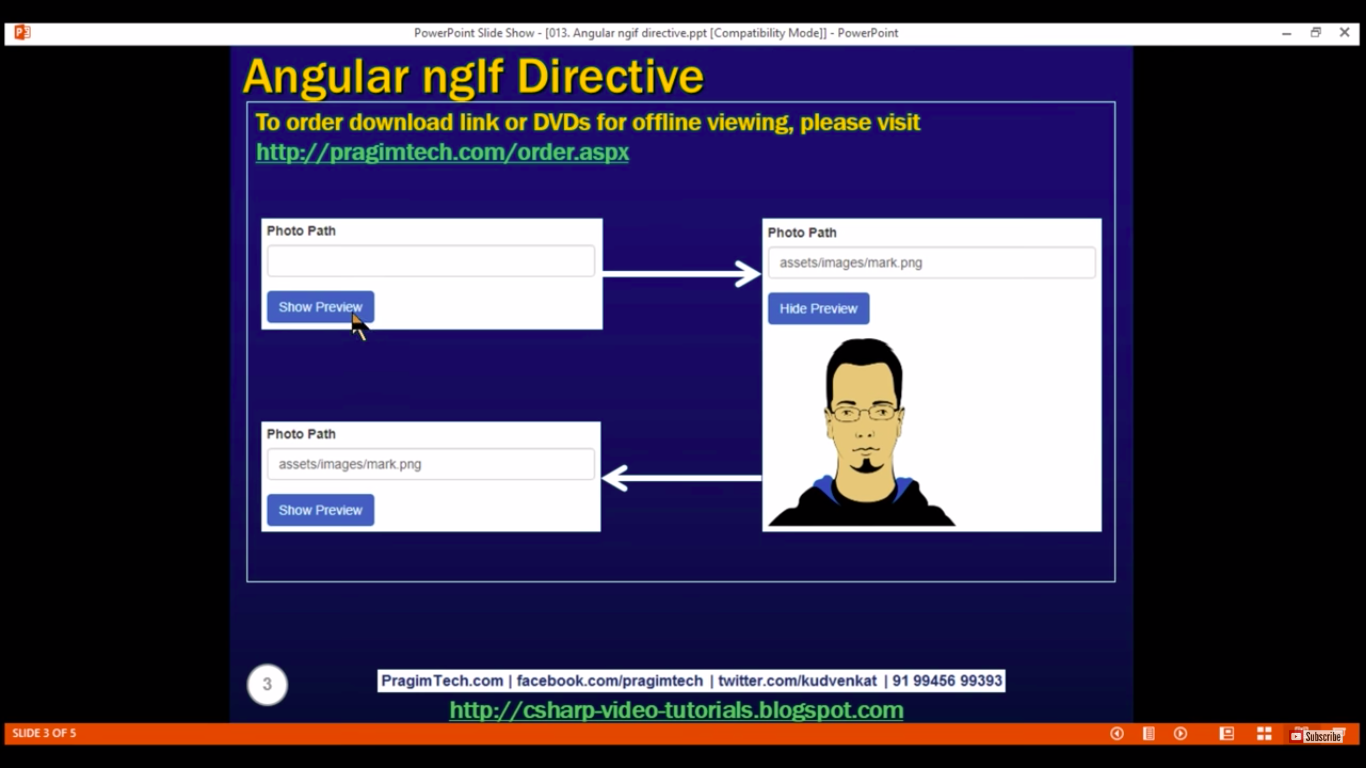 PowerPoint Slide Show - [013. Angular ngif directive.ppt [Compatibility Mode]] - PowerPoint
Angular ngIf Directive
To order download link or DVDs for offline viewing, please visit
http://pragimtech.com/order.aspx
Photo Path
Show Preview
Photo Path
assets/images/mark.png
Hide Preview
Photo Path
assets/images/mark.png
Show Preview
3
PragimTech.com | facebook.com/pragimtech | twitter.com/kudvenkat | 91 99456 99393
http://csharp-video-tutorials.blogspot.com
SLIDE 3 OF 5
Subscribe